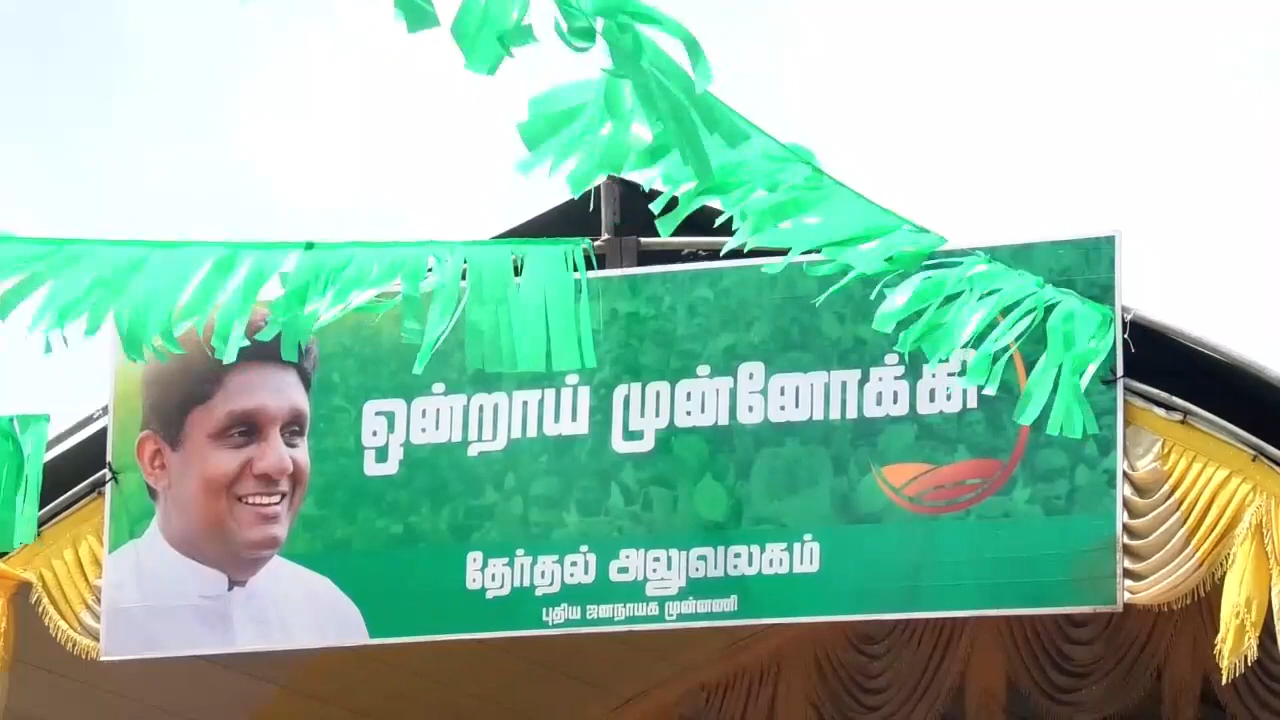 ஒன்றாய் முன்னோக்கி
தேர்தல் அலுவலகம்
புதிய ஜனநாயக முன்னணி